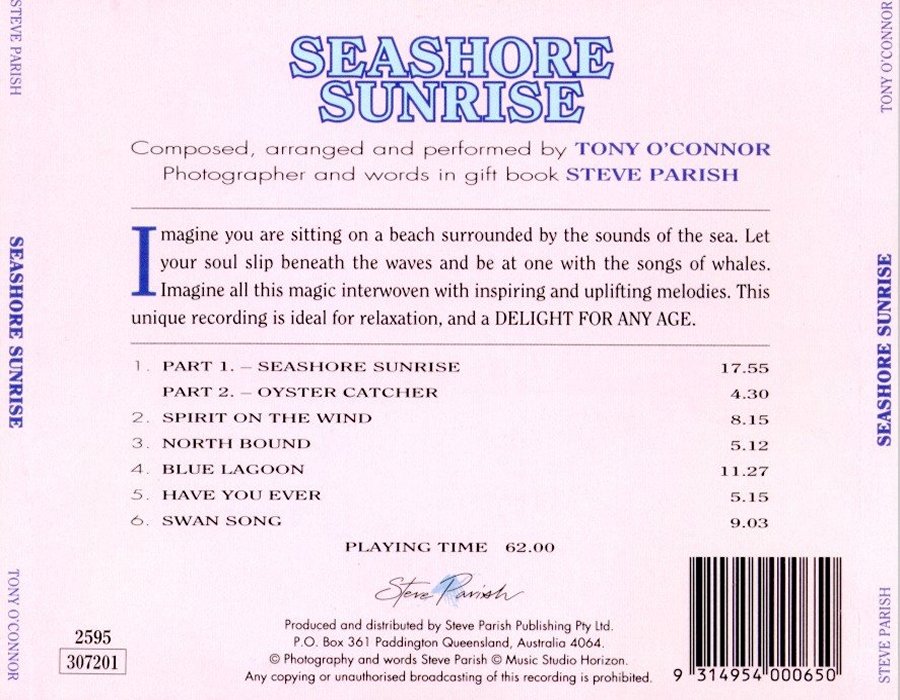 SEASHORE
SUNRISE
Composed, arranged and performed by TONY O'CONNOR
Photographer and words in gift book STEVE PARISH
Imagine you are sitting on a beach surrounded by the sounds of the sea. Let
your soul slip beneath the waves and be at one with the songs of whales.
Imagine all this magic interwoven with inspiring and uplifting melodies. This
unique recording is ideal for relaxation, and a DELIGHT FOR ANY AGE.
1. PART 1. – SEASHORE SUNRISE 17.55
PART 2. – OYSTER CATCHER 4.30
2. SPIRIT ON THE WIND 8.15
3. NORTH BOUND 5.12
4. BLUE LAGOON 11.27
5. HAVE YOU EVER 5.15
6. SWAN SONG 9.03
PLAYING TIME 62.00
Steve Parish
Produced and distributed by Steve Parish Publishing Pty Ltd.
P.O. Box 361 Paddington Queensland, Australia 4064.
© Photography and words Steve Parish © Music Studio Horizon.
Any copying or unauthorised broadcasting of this recording is prohibited.
2595
307201
9 314954 000650
STEVE PARISH
SEASHORE SUNRISE
TONY O'CONNOR
TONY O'CONNOR
SEASHORE SUNRISE
STEVE PARISH